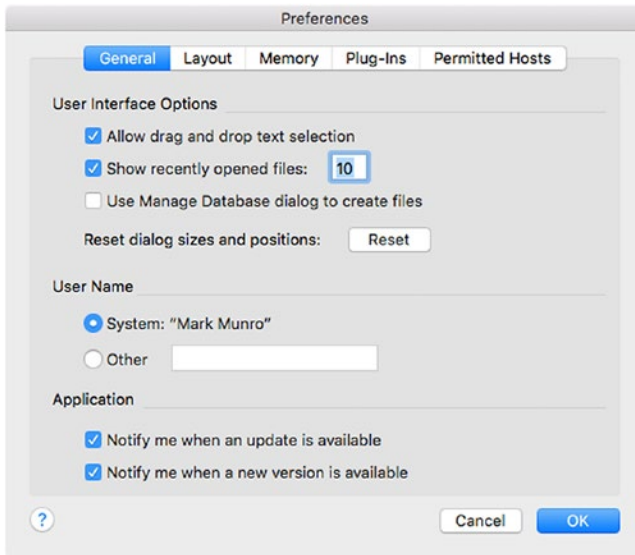 Preferences
General Layout Memory Plug-Ins Permitted Hosts
User Interface Options
Allow drag and drop text selection
Show recently opened files: 10
Use Manage Database dialog to create files
Reset dialog sizes and positions: Reset
User Name
System: “Mark Munro”
Other
Application
Notify me when an update is available
Notify me when a new version is available
? Cancel OK